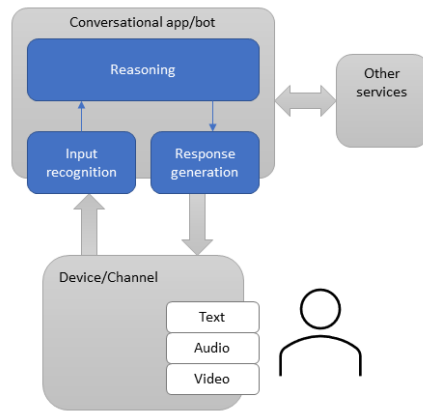 Conversational app/bot
Reasoning
Other
services
Input
recognition
Response
generation
Device/Channel
Text
Audio
Video